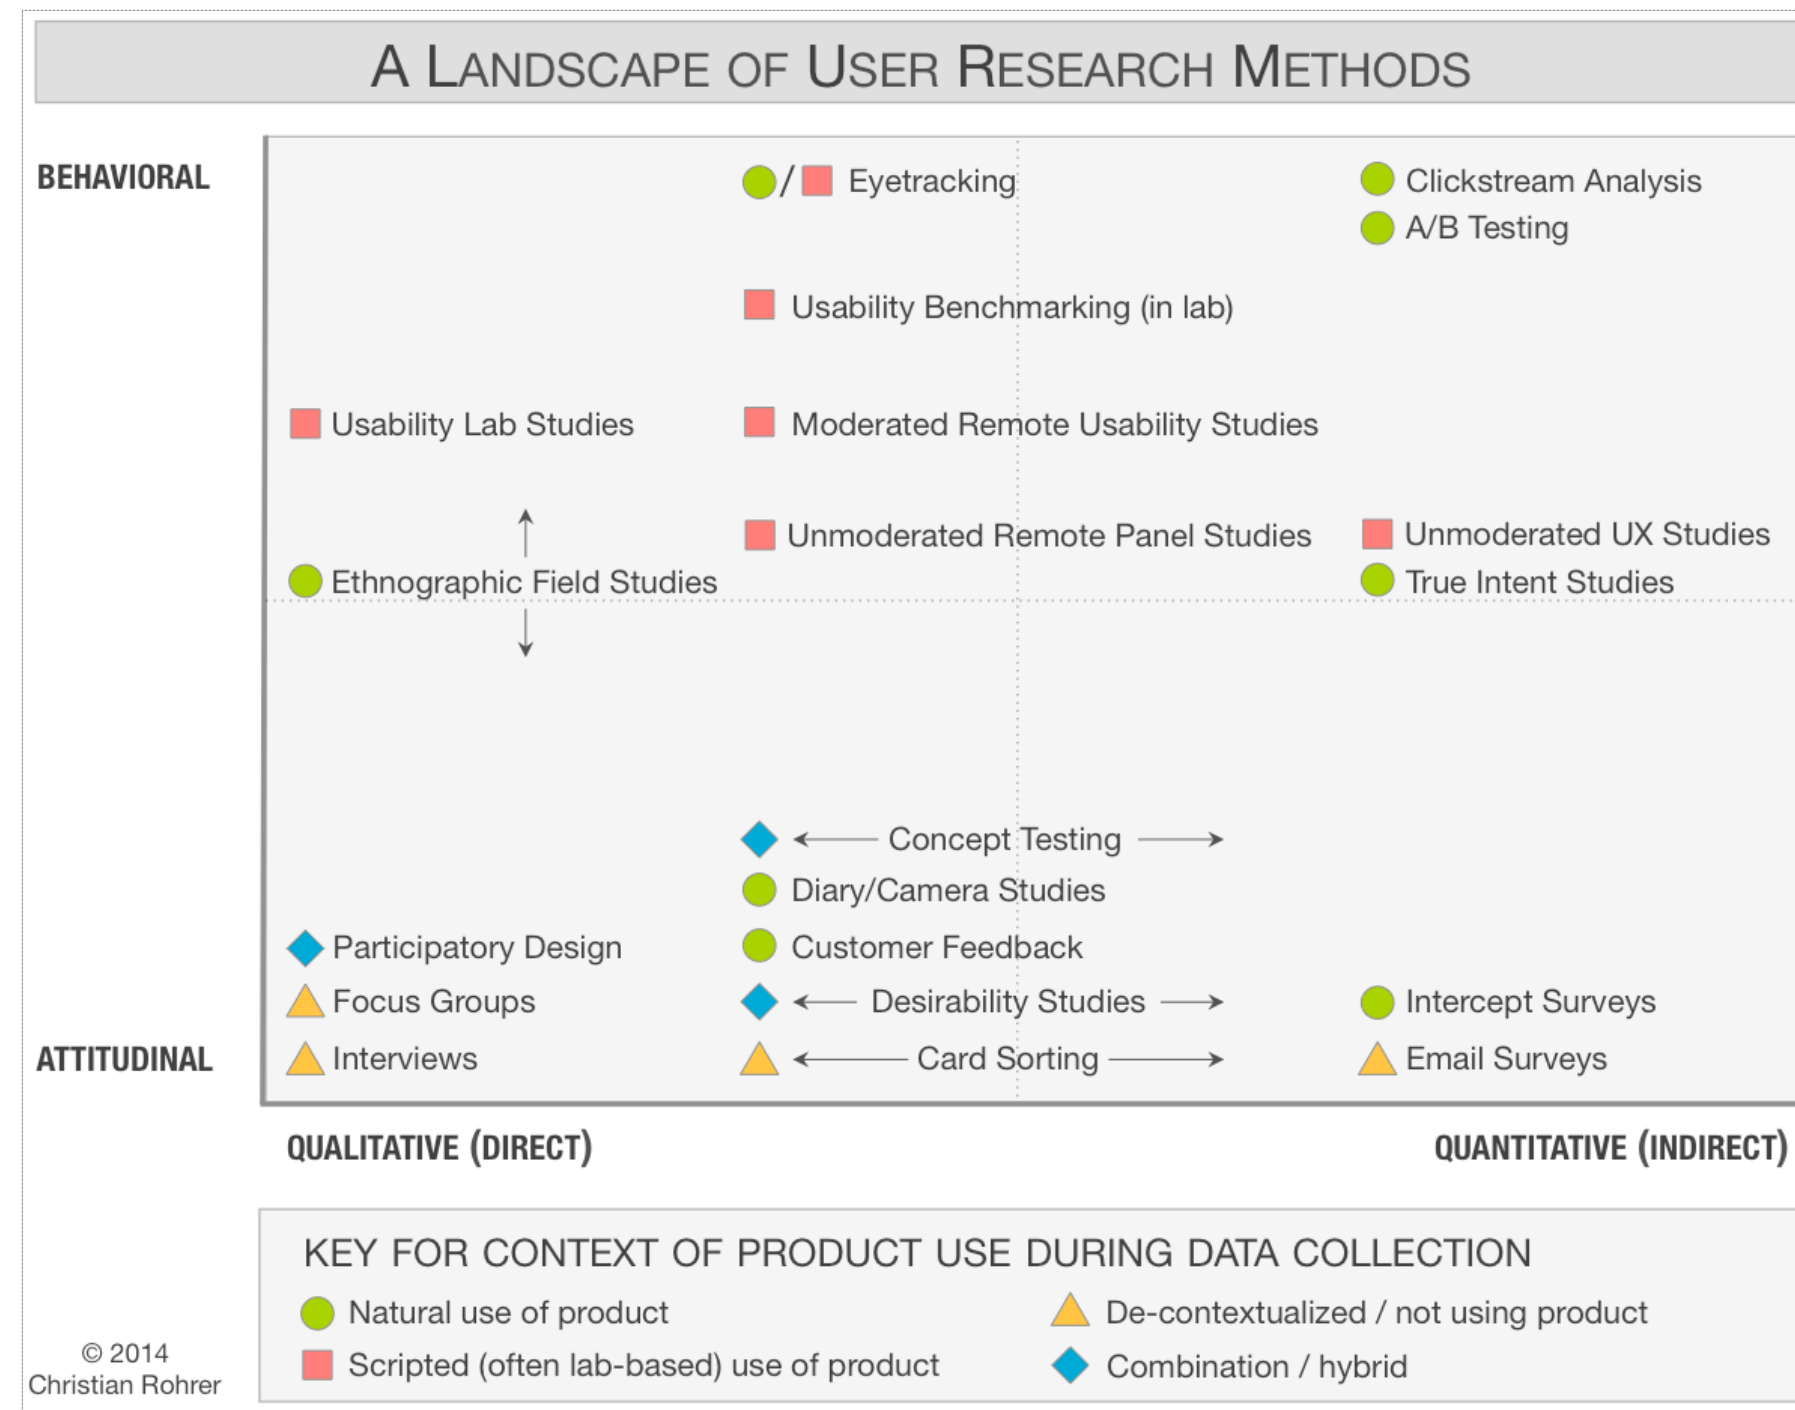 A LANDSCAPE OF USER RESEARCH METHODS
BEHAVIORAL
/ Eyetracking
Clickstream Analysis
A/B Testing
Usability Benchmarking (in lab)
Usability Lab Studies
Moderated Remote Usability Studies
Unmoderated Remote Panel Studies
Unmoderated UX Studies
Ethnographic Field Studies
True Intent Studies
Concept Testing
Diary/Camera Studies
Participatory Design
Customer Feedback
Focus Groups
Desirability Studies
Intercept Surveys
ATTITUDINAL
Interviews
Card Sorting
Email Surveys
QUALITATIVE (DIRECT)
QUANTITATIVE (INDIRECT)
KEY FOR CONTEXT OF PRODUCT USE DURING DATA COLLECTION
Natural use of product
De-contextualized / not using product
Scripted (often lab-based) use of product
Combination / hybrid
© 2014
Christian Rohrer